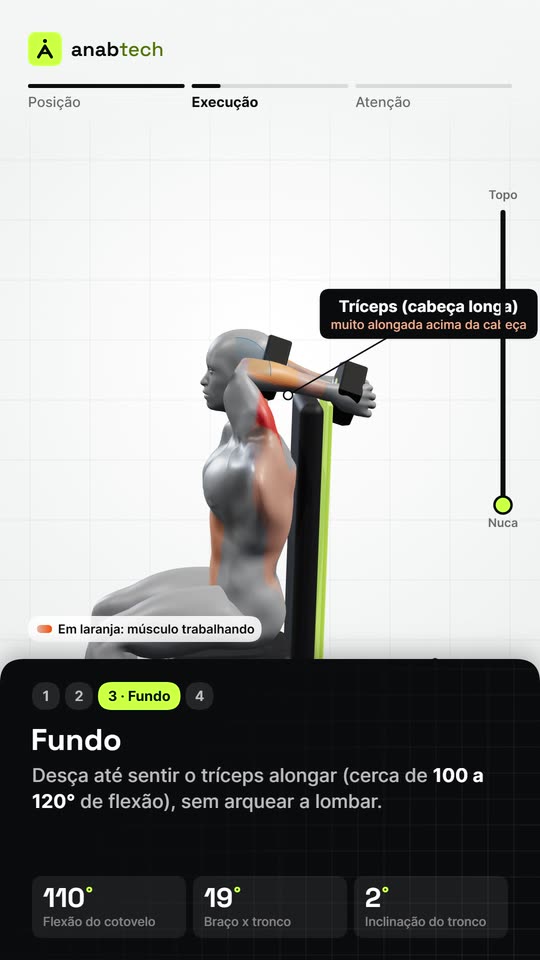 anabtech
Posição
Execução
Atenção
Topo
Tríceps (cabeça longa)
muito alongada acima da cabeça
Nuca
Em laranja: músculo trabalhando
1
2
3 · Fundo
4
Fundo
Desça até sentir o tríceps alongar (cerca de 100 a
120° de flexão), sem arquear a lombar.
110°
Flexão do cotovelo
19°
Braço x tronco
2°
Inclinação do tronco